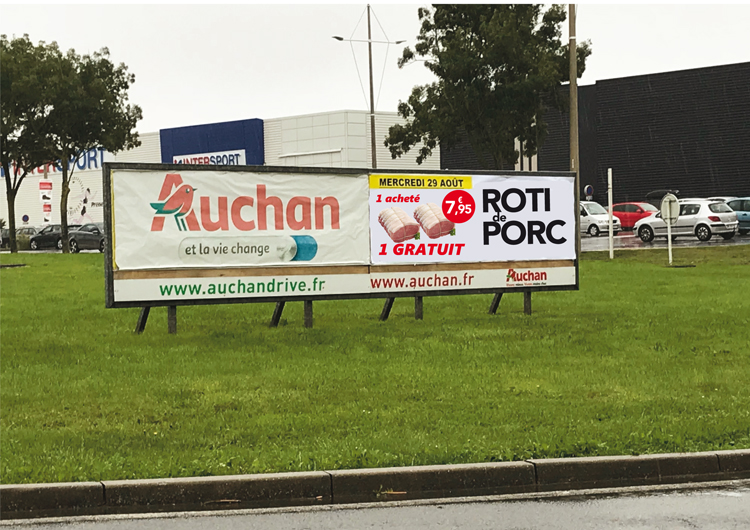 INTERSPORT
INTERSPORT
Auchan
et la vie change
MERCREDI 29 AOÛT
1 acheté
7,95
€
1 GRATUIT
ROTI
de
PORC
www.auchandrive.fr
www.auchan.fr
Auchan